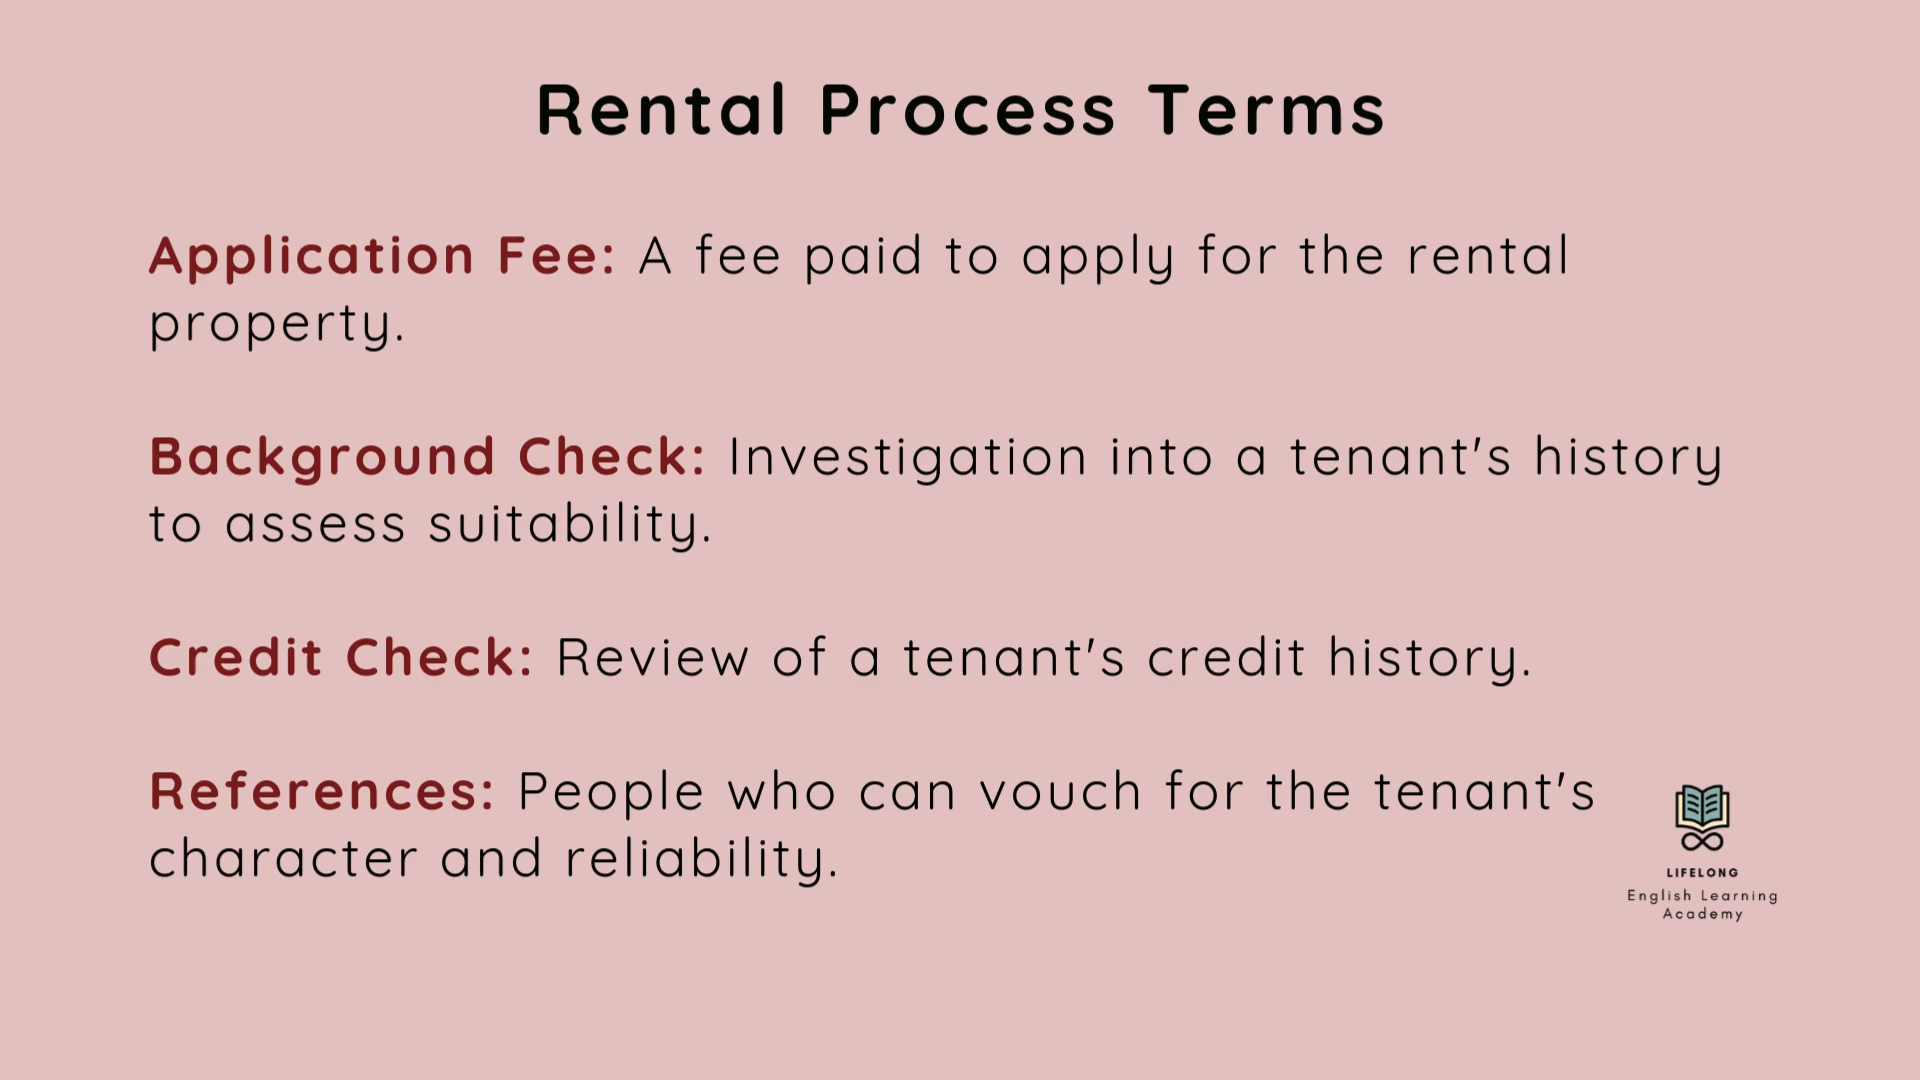 Rental Process Terms
Application Fee: A fee paid to apply for the rental
property.
Background Check: Investigation into a tenant's history
to assess suitability.
Credit Check: Review of a tenant's credit history.
References: People who can vouch for the tenant's
character and reliability.
LIFELONG
English Learning
Academy